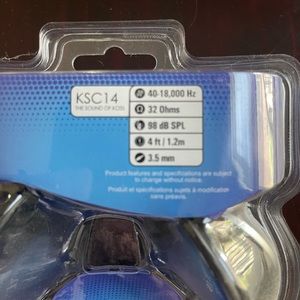 KSC14
THE SOUND OF KOSS
40-18,000 Hz
32 Ohms
98 dB SPL
4 ft / 1.2m
3.5 mm
Product features and specifications are subject
to change without notice.
Produit et spécifications sujets à modification
sans préavis.